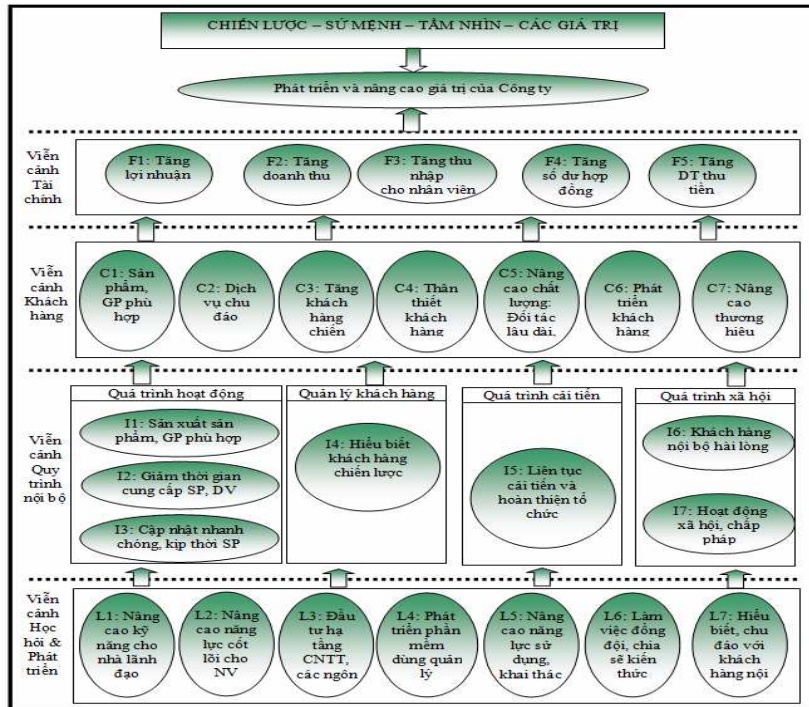 CHIẾN LƯỢC – SỨ MỆNH – TẦM NHÌN – CÁC GIÁ TRỊ
Phát triển và nâng cao giá trị của Công ty
Viễn
cảnh
Tài
chính
F1: Tăng
lợi nhuận
F2: Tăng
doanh thu
F3: Tăng thu
nhập
cho nhân viên
F4: Tăng
số dư hợp
đồng
F5: Tăng
DT thu
tiền
Viễn
cảnh
Khách
hàng
C1: Sản
phẩm,
GP phù
hợp
C2: Dịch
vụ chu
đáo
C3: Tăng
khách
hàng
chiến
C4: Thân
thiết
khách
hàng
C5: Nâng
cao chất
lượng:
Đối tác
lâu dài,
C6: Phát
triển
khách
hàng
C7: Nâng
cao
thương
hiệu
Viễn
cảnh
Quy
trình
nội bộ
Quá trình hoạt động
I1: Sản xuất sản
phẩm, GP phù hợp
I2: Giảm thời gian
cung cấp SP, DV
I3: Cập nhật nhanh
chóng, kịp thời SP
Quản lý khách hàng
I4: Hiểu biết
khách hàng
chiến lược
Quá trình cải tiến
I5: Liên tục
cải tiến và
hoàn thiện tổ
chức
Quá trình xã hội
I6: Khách hàng
nội bộ hài lòng
I7: Hoạt động
xã hội, chấp
pháp
Viễn
cảnh
Học
hỏi &
Phát
triển
L1: Nâng
cao kỹ
năng cho
nhà lãnh
đạo
L2: Nâng
cao năng
lực cốt
lõi cho
NV
L3: Đầu
tư hạ
tầng
CNTT,
các ngôn
L4: Phát
triển phần
mềm
dùng quản
lý
L5: Nâng
cao năng
lực sử
dụng,
khai thác
L6: Làm
việc đồng
đội, chia
sẽ kiến
thức
L7: Hiểu
biết, chu
đáo với
khách
hàng nội